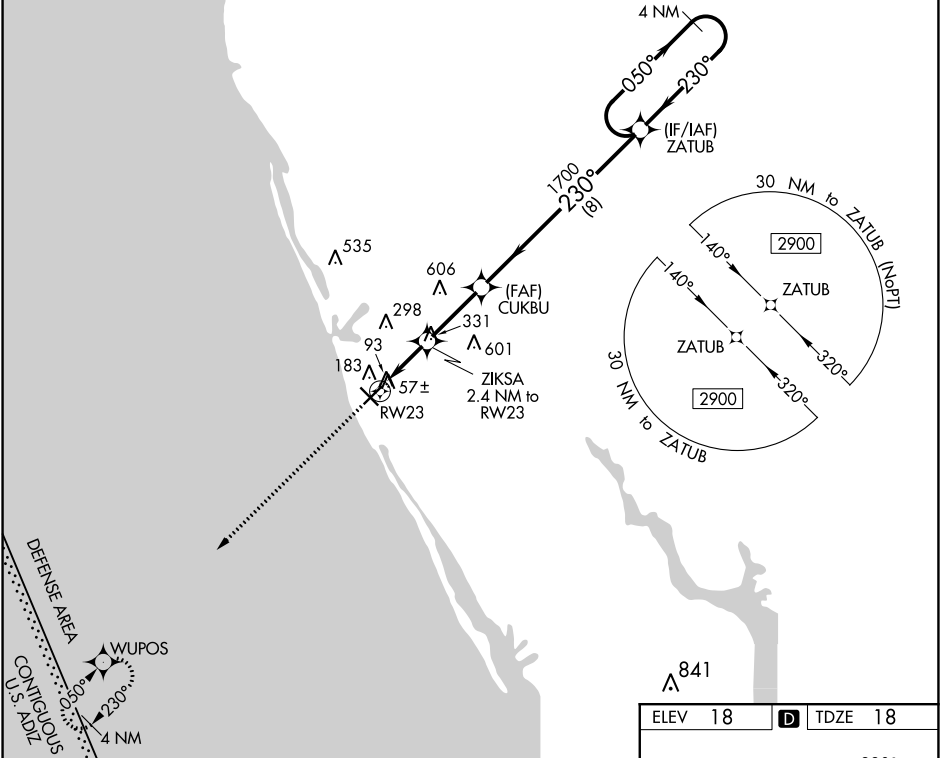 4 NM
050°
230°
(IF/IAF)
ZATUB
1700
230°
(8)
30 NM to ZATUB (NoPT)
2900
140°
ZATUB
320°
140°
ZATUB
320°
2900
30 NM to ZATUB
535
606
(FAF)
CUKBU
298
331
601
93
183
57±
ZIKSA
2.4 NM to
RW23
RW23
DEFENSE AREA
CONTIGUOUS
U.S. ADIZ
WUPOS
050°
230°
4 NM
841
ELEV 18
D
TDZE 18